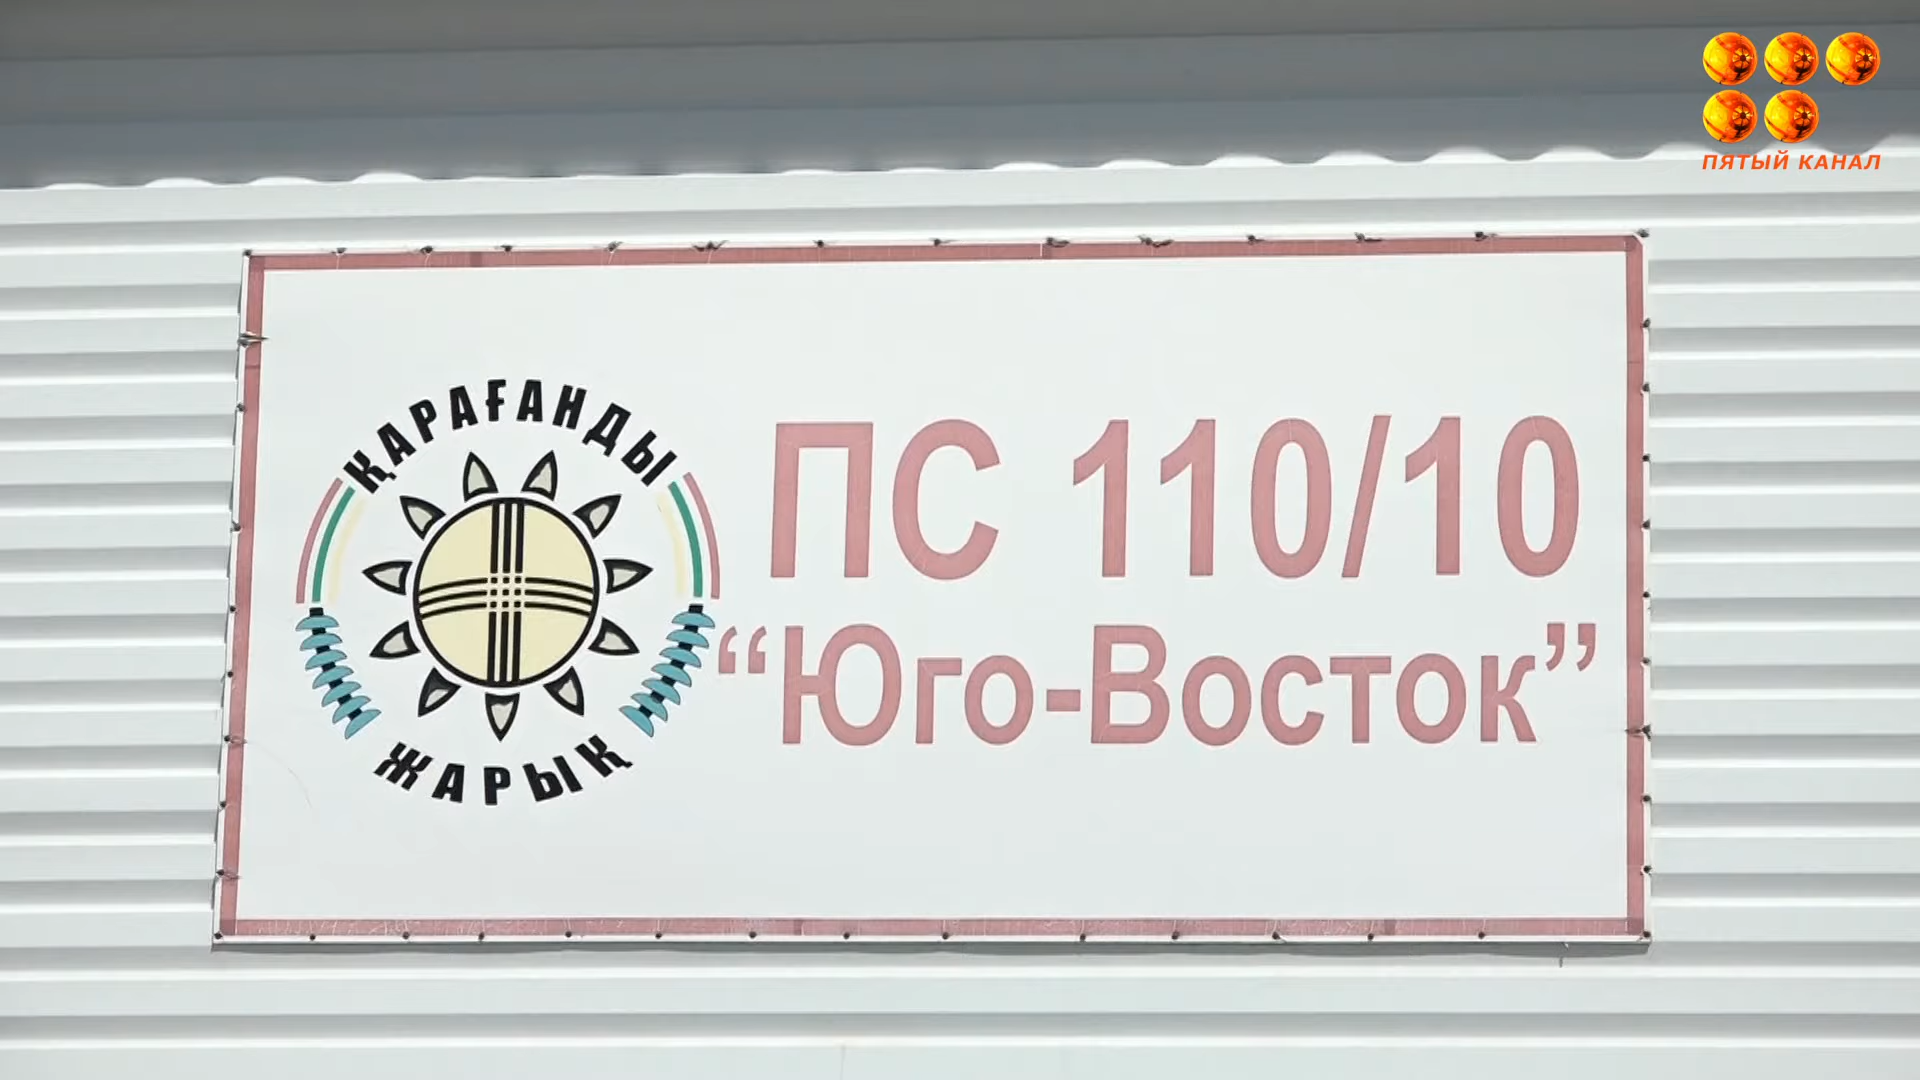 ПЯТЫЙ КАНАЛ
ҚАРАҒАНДЫ
ЖАРЫҚ
ПС 110/10
“Юго-Восток”